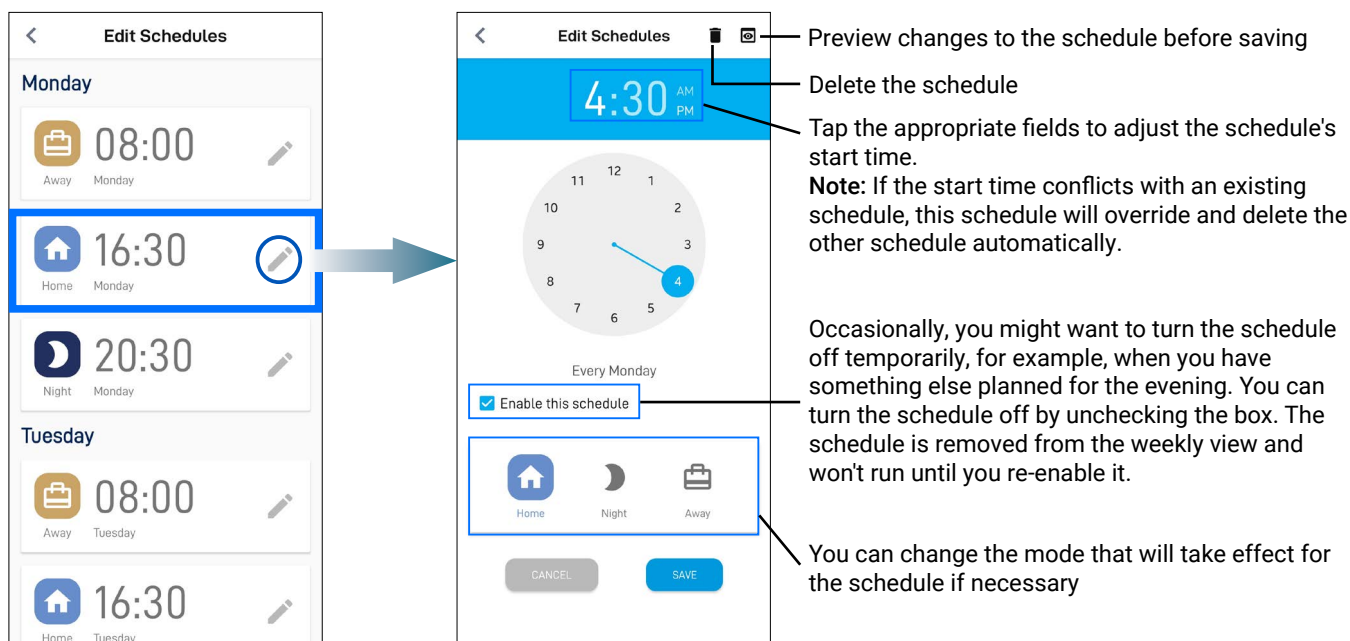 Edit Schedules
Monday
08:00
Away Monday
16:30
Home Monday
20:30
Night Monday
Tuesday
08:00
Away Tuesday
16:30
Home Tuesday
Edit Schedules
4:30 AM
PM
12
11 1
10 2
9 3
8 4
7 5
6
Every Monday
Enable this schedule
Home Night Away
CANCEL SAVE
Preview changes to the schedule before saving
Delete the schedule
Tap the appropriate fields to adjust the schedule's
start time.
Note: If the start time conflicts with an existing
schedule, this schedule will override and delete the
other schedule automatically.
Occasionally, you might want to turn the schedule
off temporarily, for example, when you have
something else planned for the evening. You can
turn the schedule off by unchecking the box. The
schedule is removed from the weekly view and
won't run until you re-enable it.
You can change the mode that will take effect for
the schedule if necessary